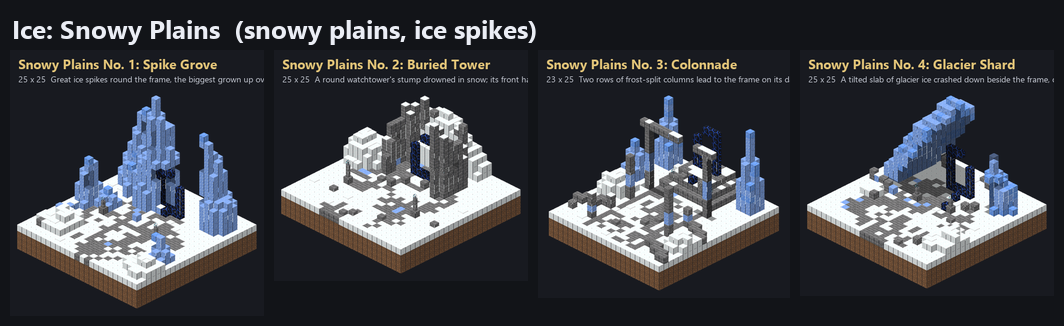 Ice: Snowy Plains (snowy plains, ice spikes)
Snowy Plains No. 1: Spike Grove
25 x 25 Great ice spikes round the frame, the biggest grown up ov
Snowy Plains No. 2: Buried Tower
25 x 25 A round watchtower's stump drowned in snow; its front ha
Snowy Plains No. 3: Colonnade
23 x 25 Two rows of frost-split columns lead to the frame on its d
Snowy Plains No. 4: Glacier Shard
25 x 25 A tilted slab of glacier ice crashed down beside the frame,